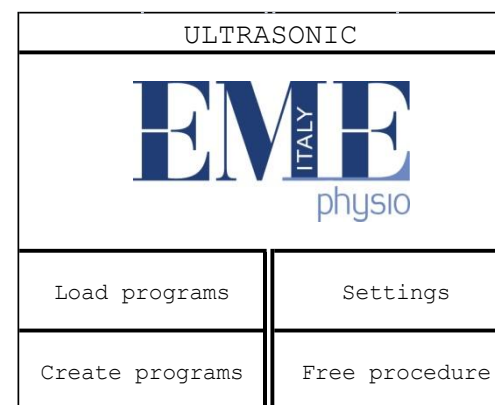 ULTRASONIC
EME
ITALY
physio
Load programs
Settings
Create programs
Free procedure